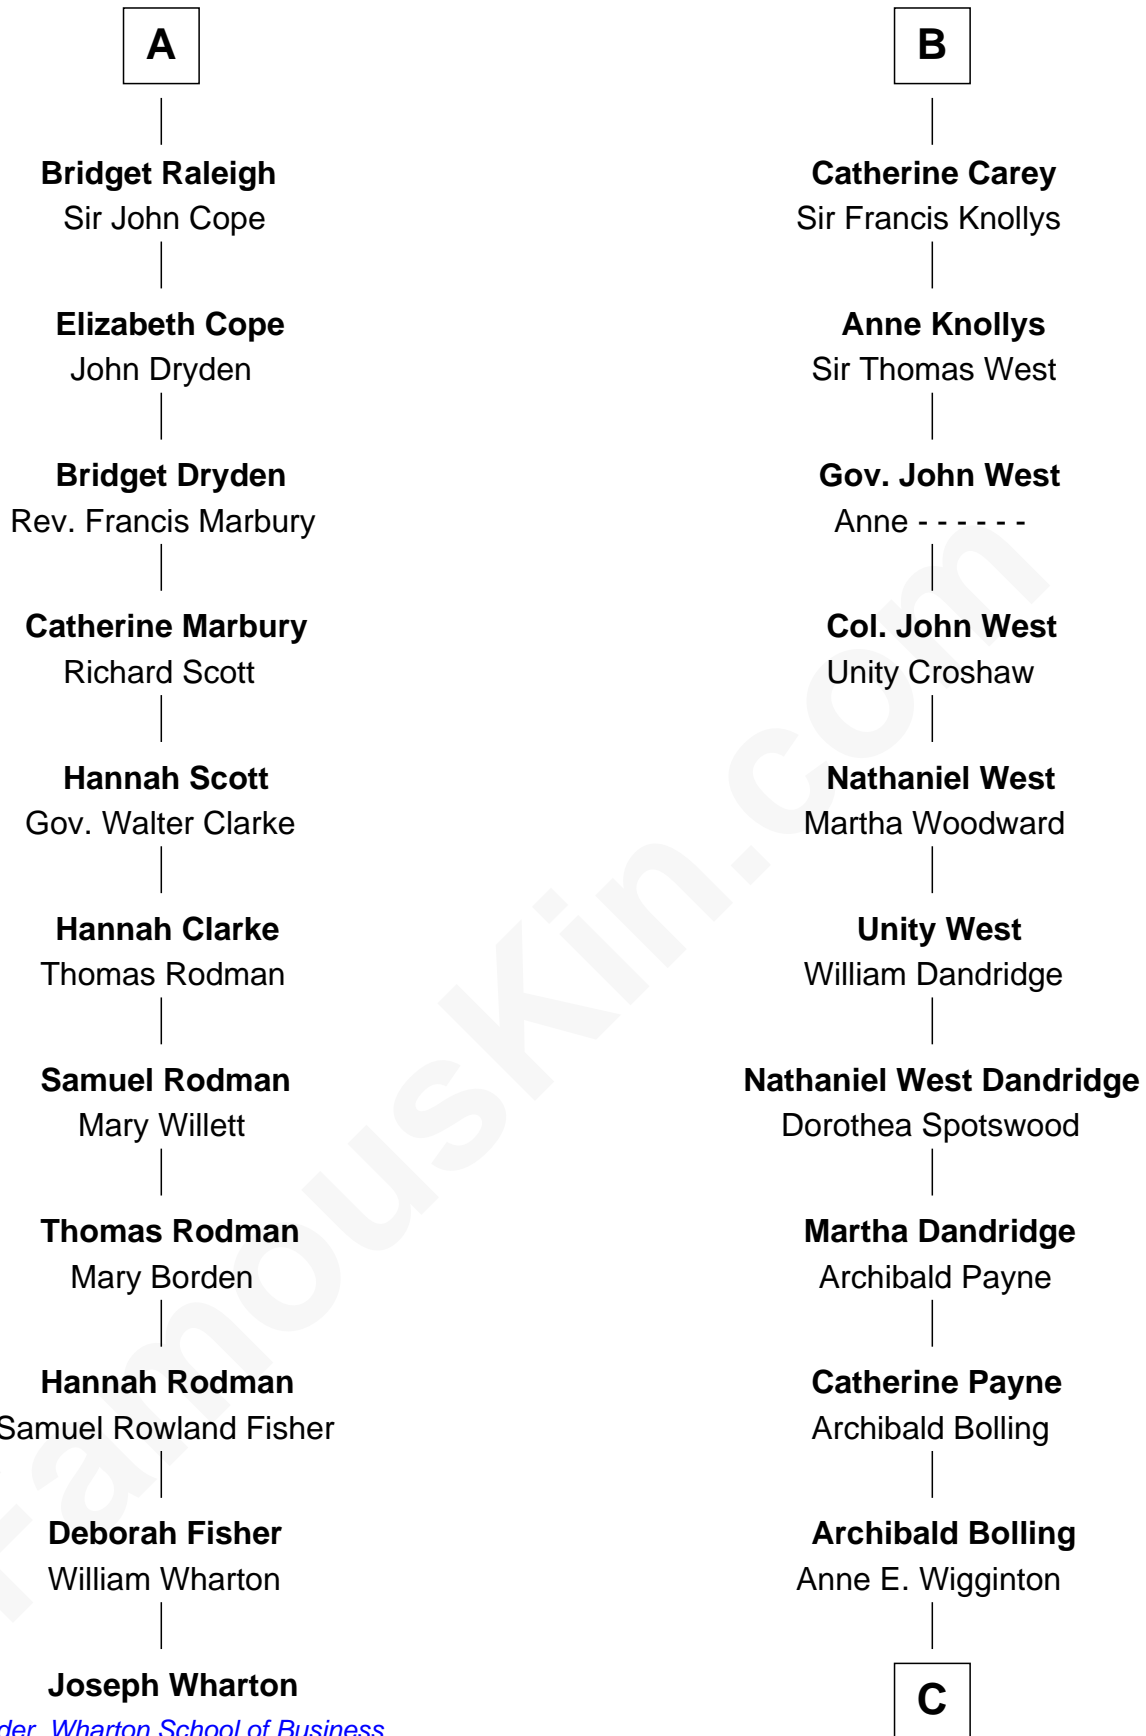 A
Bridget Raleigh
Sir John Cope
Elizabeth Cope
John Dryden
Bridget Dryden
Rev. Francis Marbury
Catherine Marbury
Richard Scott
Hannah Scott
Gov. Walter Clarke
Hannah Clarke
Thomas Rodman
Samuel Rodman
Mary Willett
Thomas Rodman
Mary Borden
Hannah Rodman
Samuel Rowland Fisher
Deborah Fisher
William Wharton
Joseph Wharton
Wharton School of Business
B
Catherine Carey
Sir Francis Knollys
Anne Knollys
Sir Thomas West
Gov. John West
Anne - - - - - -
Col. John West
Unity Croshaw
Nathaniel West
Martha Woodward
Unity West
William Dandridge
Nathaniel West Dandridge
Dorothea Spotswood
Martha Dandridge
Archibald Payne
Catherine Payne
Archibald Bolling
Archibald Bolling
Anne E. Wigginton
C
FamousKin.com